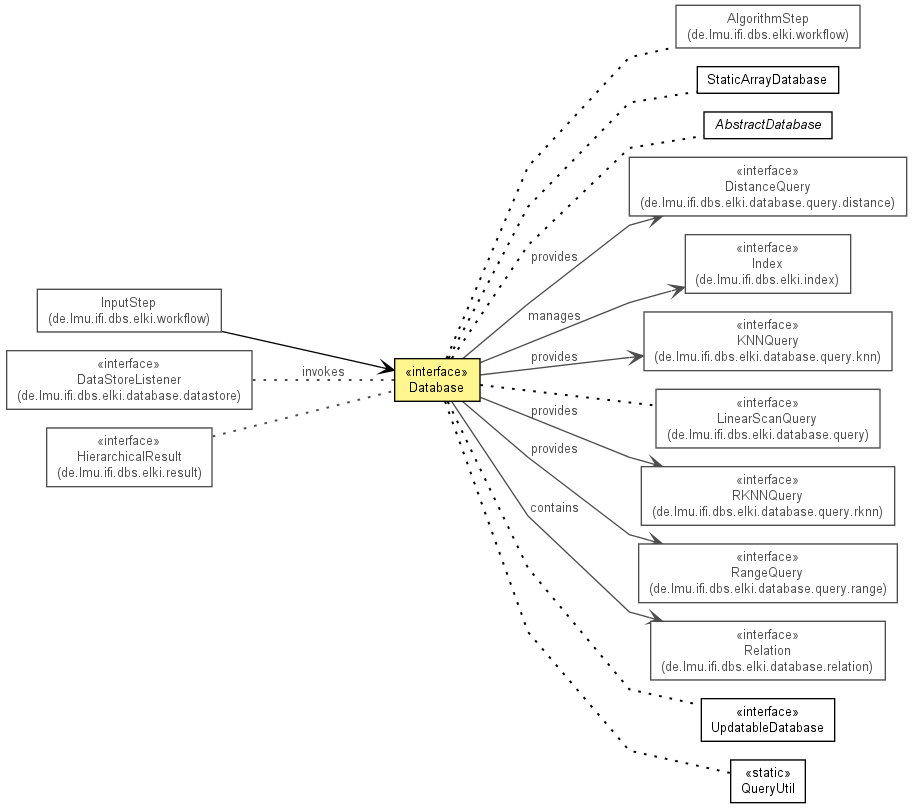 AlgorithmStep
(de.lmu.ifi.dbs.elki.workflow)
StaticArrayDatabase
AbstractDatabase
«interface»
DistanceQuery
(de.lmu.ifi.dbs.elki.database.query.distance)
provides
«interface»
Index
(de.lmu.ifi.dbs.elki.index)
manages
InputStep
(de.lmu.ifi.dbs.elki.workflow)
«interface»
KNNQuery
(de.lmu.ifi.dbs.elki.database.query.knn)
provides
«interface»
DataStoreListener
(de.lmu.ifi.dbs.elki.database.datastore)
invokes
«interface»
Database
«interface»
LinearScanQuery
(de.lmu.ifi.dbs.elki.database.query)
provides
«interface»
HierarchicalResult
(de.lmu.ifi.dbs.elki.result)
provides
«interface»
RKNNQuery
(de.lmu.ifi.dbs.elki.database.query.rknn)
contains
«interface»
RangeQuery
(de.lmu.ifi.dbs.elki.database.query.range)
«interface»
Relation
(de.lmu.ifi.dbs.elki.database.relation)
«interface»
UpdatableDatabase
«static»
QueryUtil